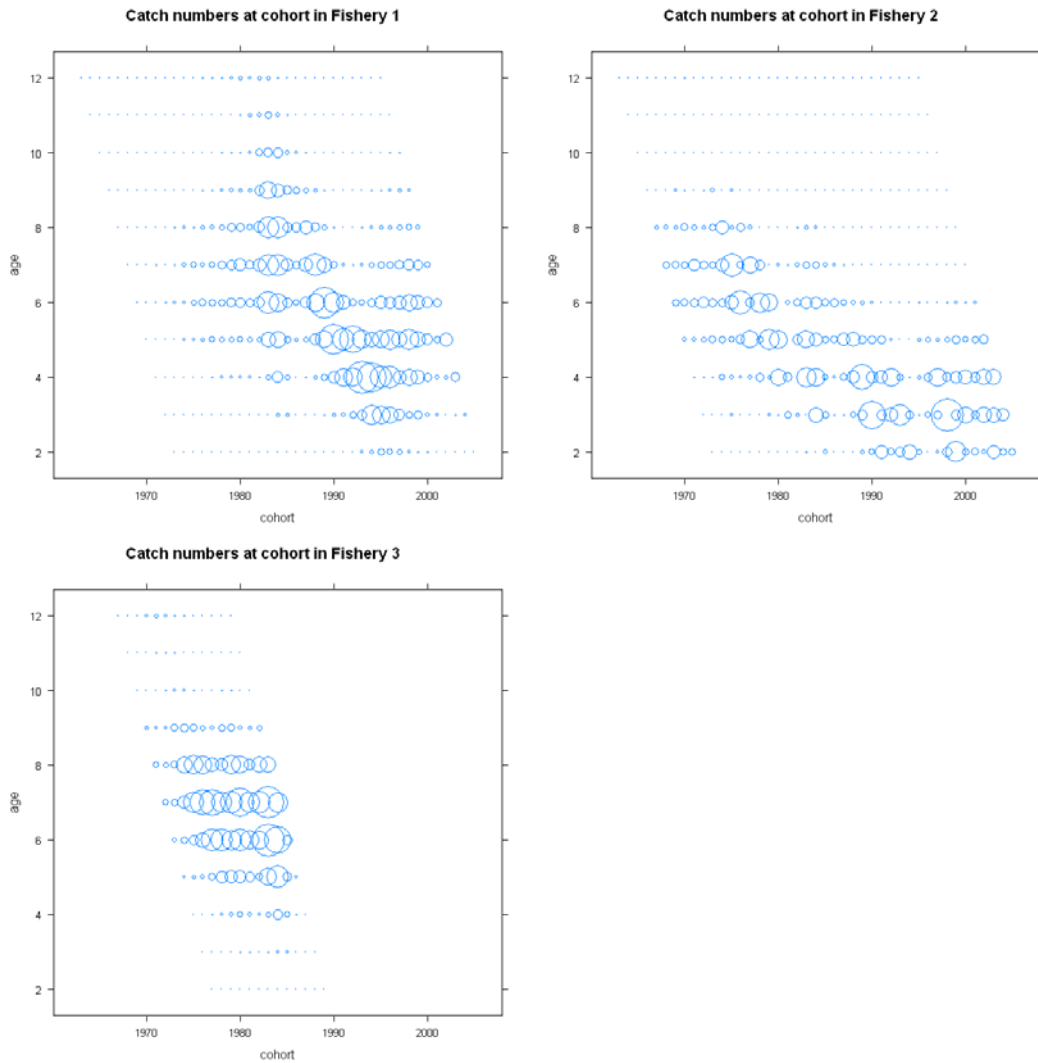 Catch numbers at cohort in Fishery 1
12
10
8
6
4
2
age
1970 1980 1990 2000
cohort
Catch numbers at cohort in Fishery 2
12
10
8
6
4
2
age
1970 1980 1990 2000
cohort
Catch numbers at cohort in Fishery 3
12
10
8
6
4
2
age
1970 1980 1990 2000
cohort